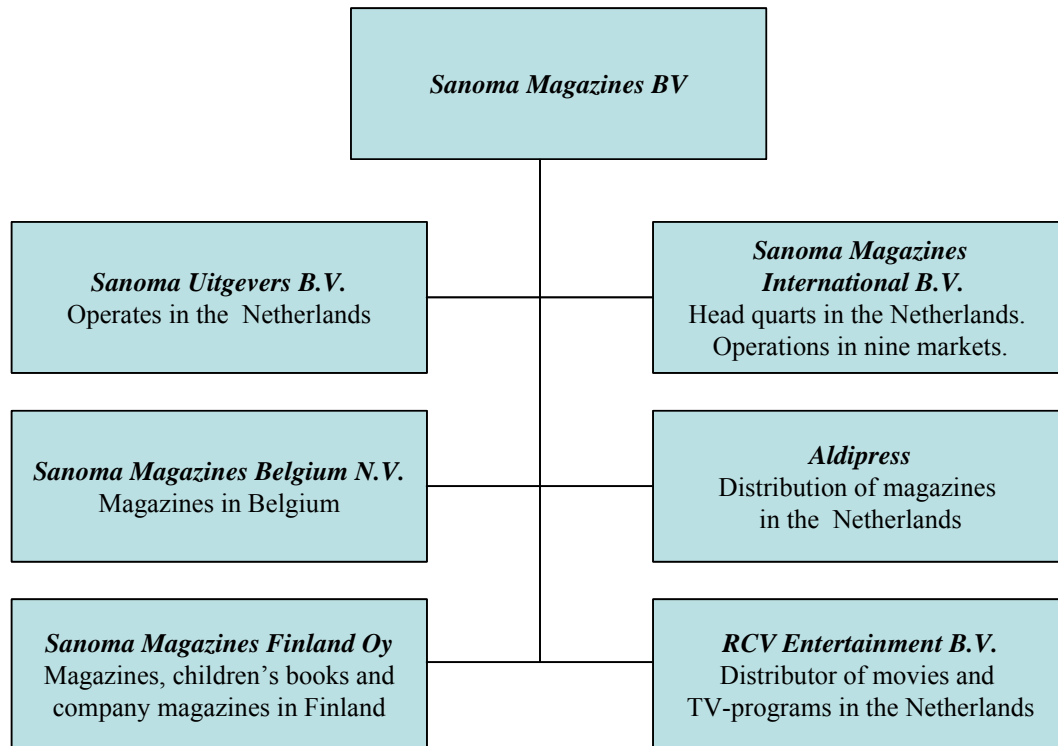 Sanoma Magazines BV
Sanoma Uitgevers B.V.
Operates in the Netherlands
Sanoma Magazines
International B.V.
Head quarts in the Netherlands.
Operations in nine markets.
Sanoma Magazines Belgium N.V.
Magazines in Belgium
Aldipress
Distribution of magazines
in the Netherlands
Sanoma Magazines Finland Oy
Magazines, children’s books and
company magazines in Finland
RCV Entertainment B.V.
Distributor of movies and
TV-programs in the Netherlands